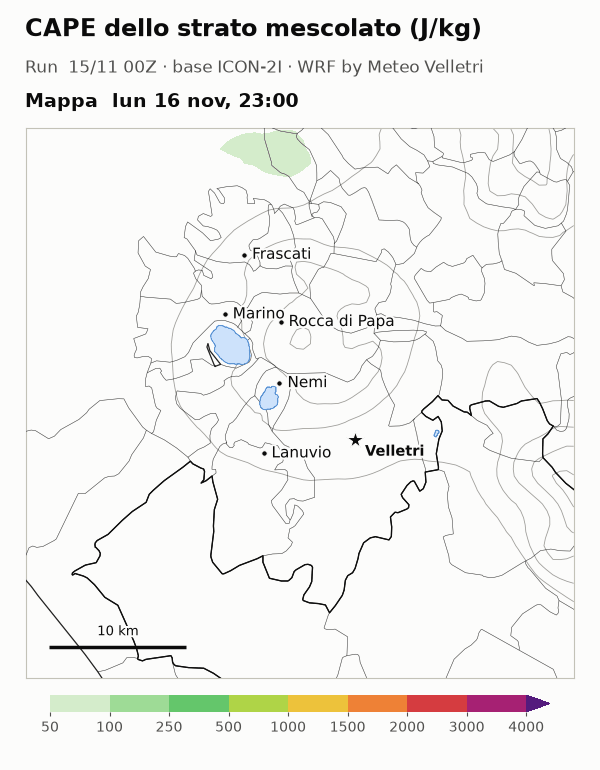 CAPE dello strato mescolato (J/kg)
Run  15/11 00Z · base ICON-2I · WRF by Meteo Velletri
Mappa  lun 16 nov, 23:00
Frascati
Marino
Rocca di Papa
Nemi
Velletri
Lanuvio
10 km
50 100 250 500 1000 1500 2000 3000 4000